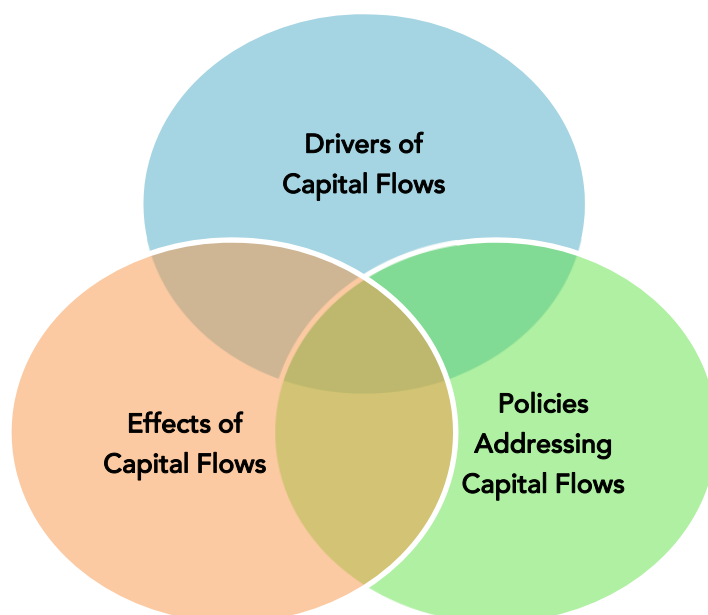 Drivers of
Capital Flows
Effects of
Capital Flows
Policies
Addressing
Capital Flows